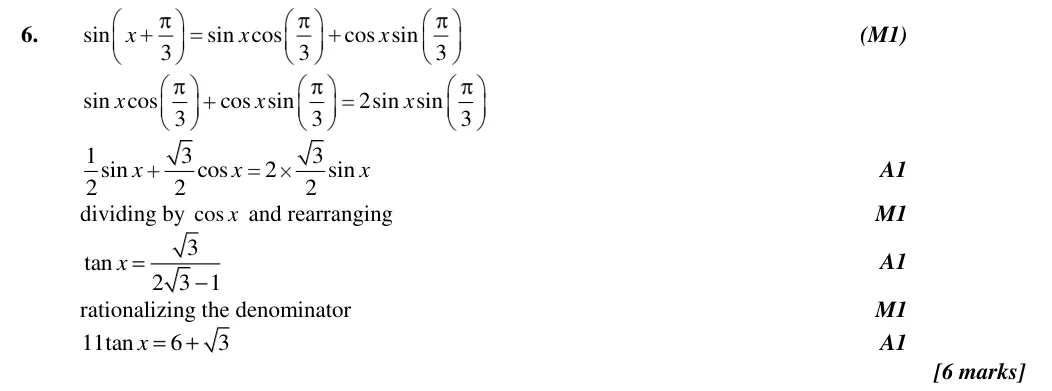 6. sin(x + π/3) = sin x cos(π/3) + cos x sin(π/3) (M1)
sin x cos(π/3) + cos x sin(π/3) = 2 sin x sin(π/3)
1/2 sin x + √3/2 cos x = 2 × √3/2 sin x A1
dividing by cos x and rearranging M1
tan x = √3/(2√3 − 1) A1
rationalizing the denominator M1
11 tan x = 6 + √3 A1
[6 marks]